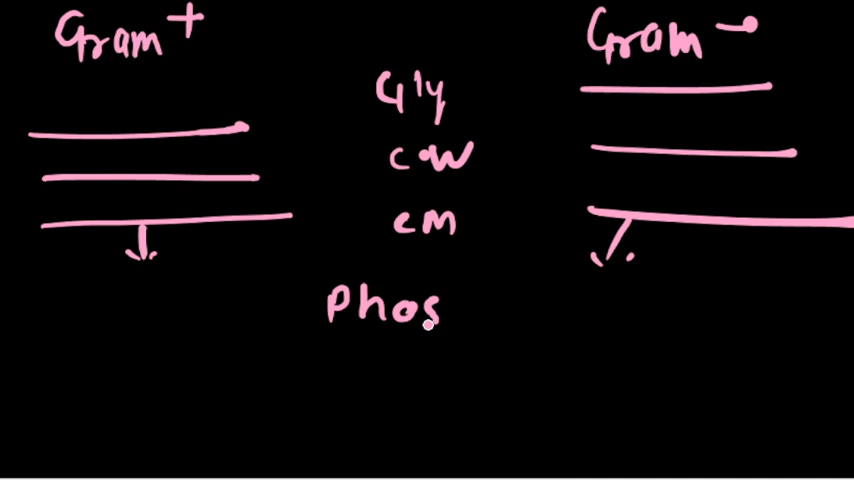 Gram +
Gram -
Gly
C.W
CM
Phos